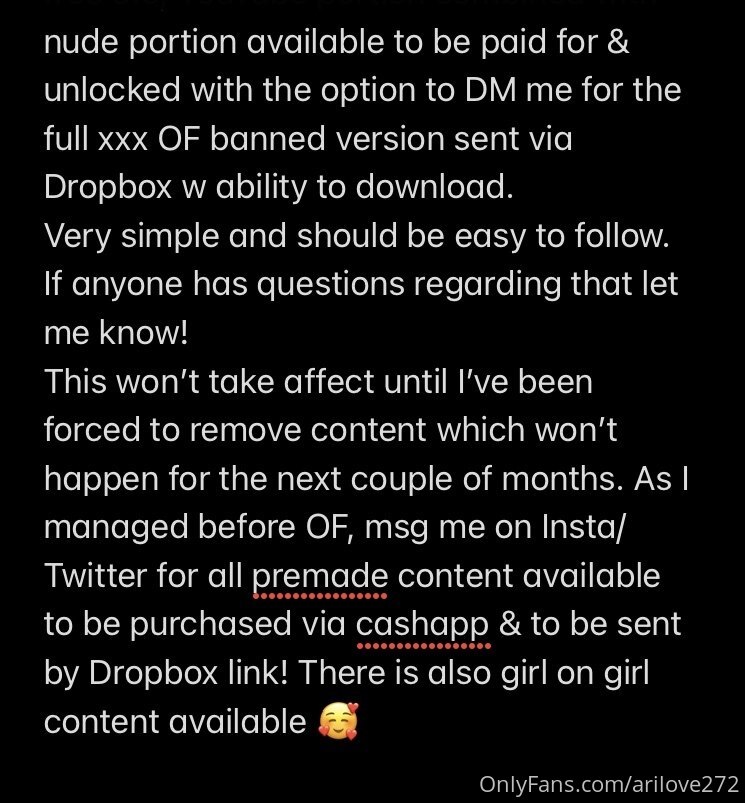 nude portion available to be paid for &
unlocked with the option to DM me for the
full xxx OF banned version sent via
Dropbox w ability to download.
Very simple and should be easy to follow.
If anyone has questions regarding that let
me know!
This won’t take affect until I’ve been
forced to remove content which won’t
happen for the next couple of months. As I
managed before OF, msg me on Insta/
Twitter for all premade content available
to be purchased via cashapp & to be sent
by Dropbox link! There is also girl on girl
content available 🥰
OnlyFans.com/arilove272